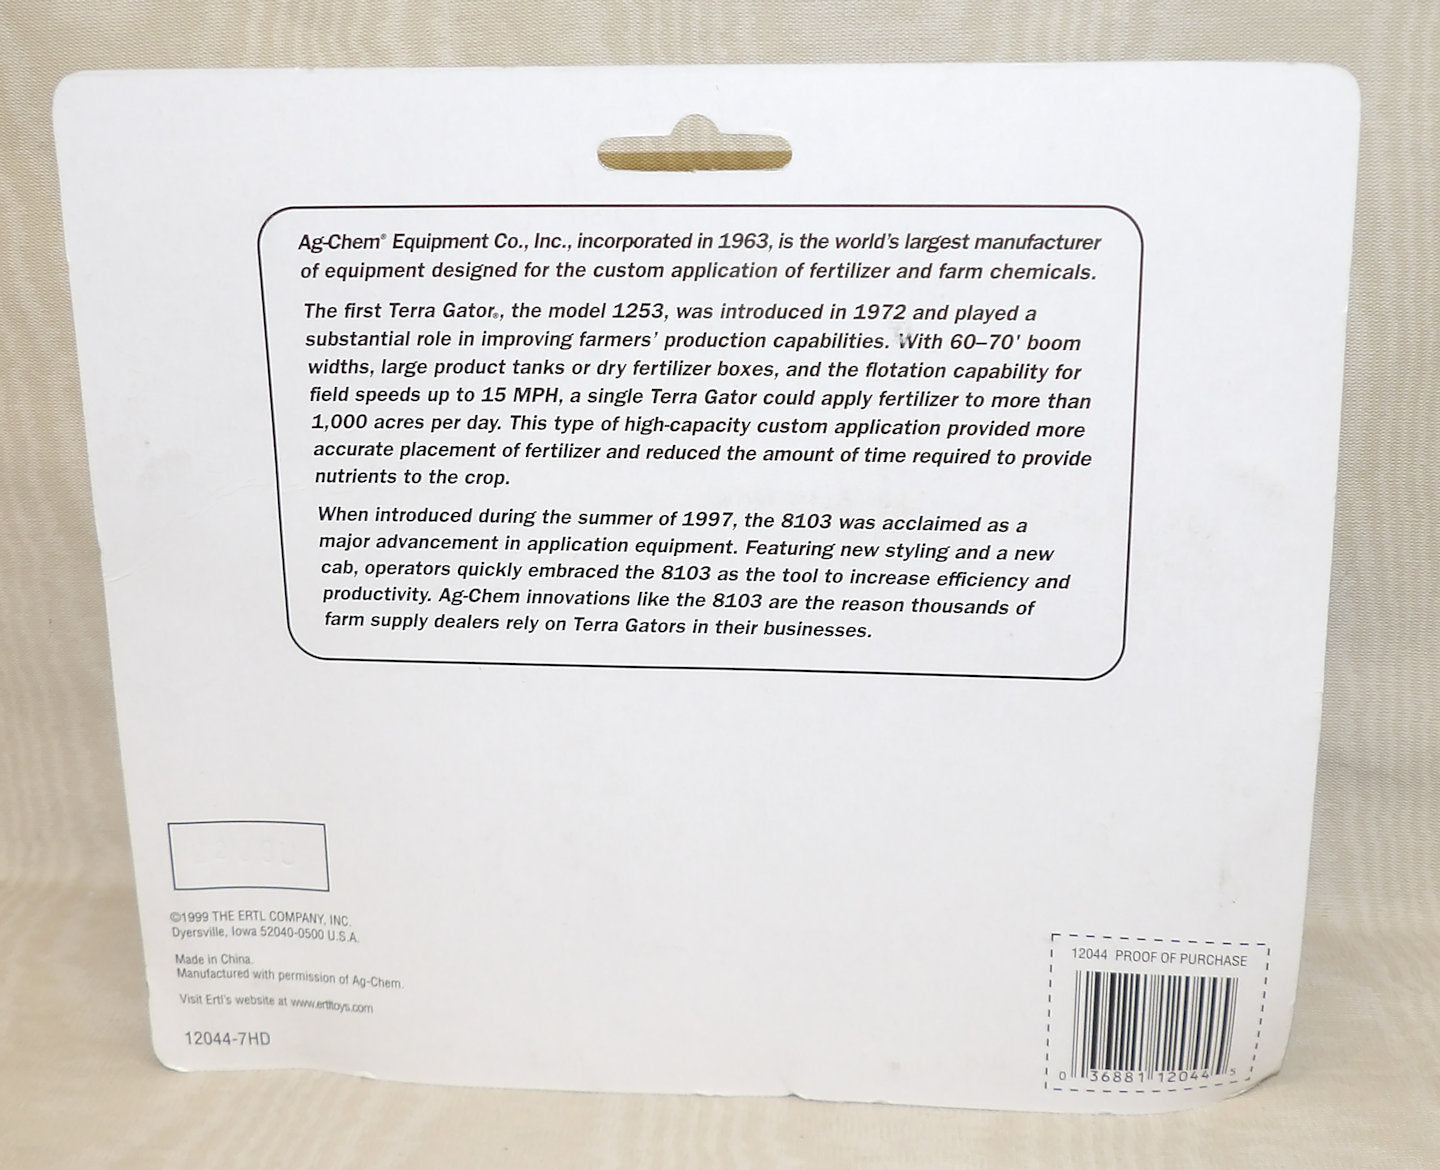 Ag-Chem® Equipment Co., Inc., incorporated in 1963, is the world's largest manufacturer
of equipment designed for the custom application of fertilizer and farm chemicals.
The first Terra Gator®, the model 1253, was introduced in 1972 and played a
substantial role in improving farmers' production capabilities. With 60–70' boom
widths, large product tanks or dry fertilizer boxes, and the flotation capability for
field speeds up to 15 MPH, a single Terra Gator could apply fertilizer to more than
1,000 acres per day. This type of high-capacity custom application provided more
accurate placement of fertilizer and reduced the amount of time required to provide
nutrients to the crop.
When introduced during the summer of 1997, the 8103 was acclaimed as a
major advancement in application equipment. Featuring new styling and a new
cab, operators quickly embraced the 8103 as the tool to increase efficiency and
productivity. Ag-Chem innovations like the 8103 are the reason thousands of
farm supply dealers rely on Terra Gators in their businesses.
©1999 THE ERTL COMPANY, INC.
Dyersville, Iowa 52040-0500 U.S.A.
Made in China.
Manufactured with permission of Ag-Chem.
Visit Ertl's website at www.ertltoys.com
12044-7HD
12044 PROOF OF PURCHASE
0 36881 12044 5